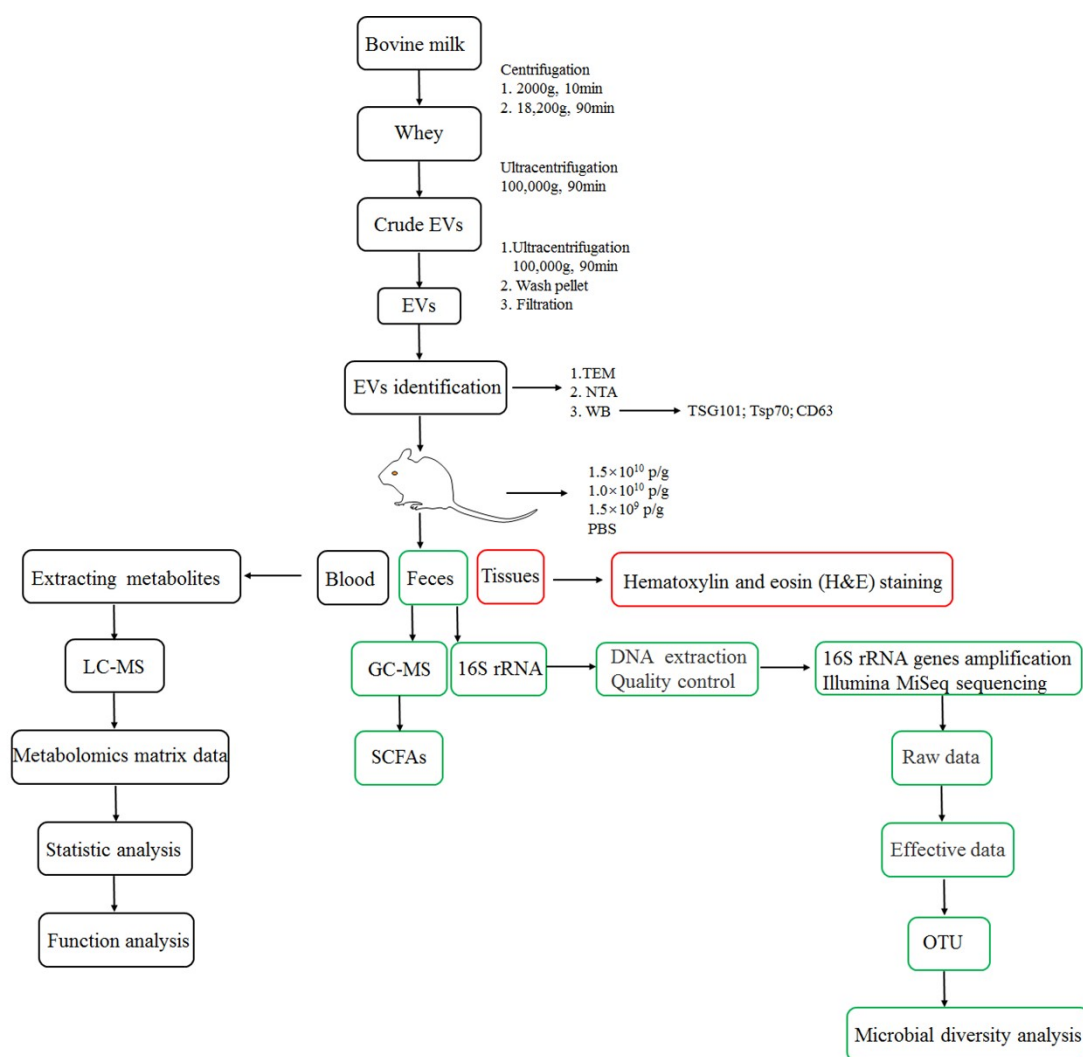 Bovine milk
Centrifugation
1. 2000g, 10min
2. 18,200g, 90min
Whey
Ultracentrifugation
100,000g, 90min
Crude EVs
1.Ultracentrifugation
100,000g, 90min
2. Wash pellet
3. Filtration
EVs
EVs identification
1.TEM
2. NTA
3. WB
TSG101; Tsp70; CD63
1.5×10¹⁰ p/g
1.0×10¹⁰ p/g
1.5×10⁹ p/g
PBS
Extracting metabolites
Blood
Feces
Tissues
Hematoxylin and eosin (H&E) staining
LC-MS
GC-MS
16S rRNA
DNA extraction
Quality control
16S rRNA genes amplification
Illumina MiSeq sequencing
Metabolomics matrix data
SCFAs
Raw data
Statistic analysis
Effective data
Function analysis
OTU
Microbial diversity analysis